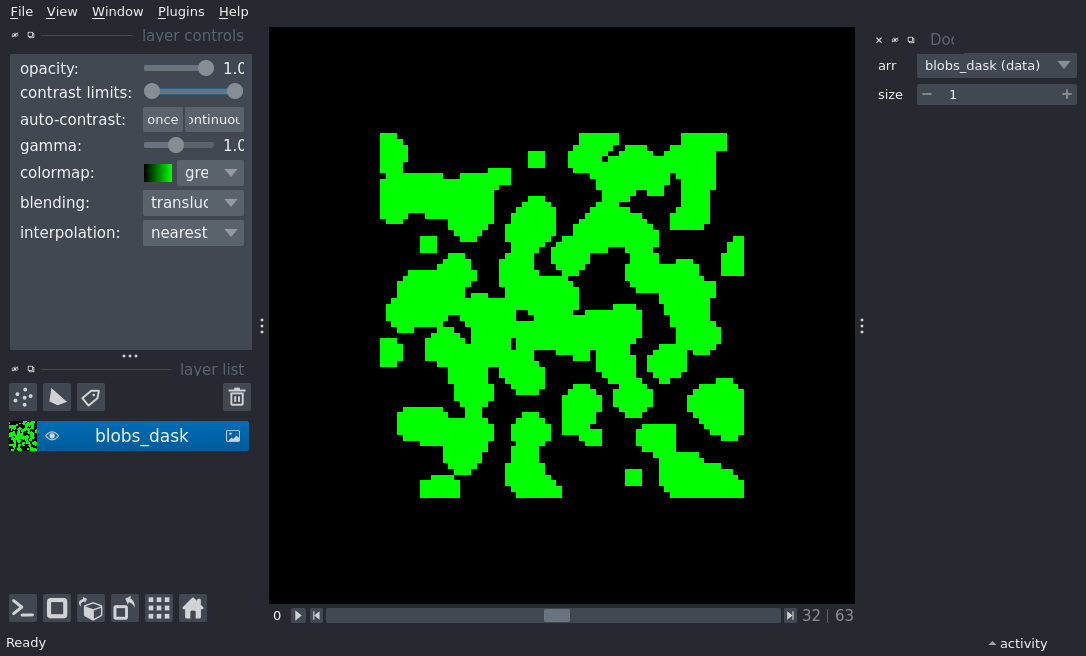 File View Window Plugins Help
layer controls
opacity: 1.0
contrast limits:
auto-contrast: once ontinuou
gamma: 1.0
colormap: gre
blending: transluc
interpolation: nearest
layer list
blobs_dask
Ready
0 32 | 63
Doc
arr blobs_dask (data)
size 1
activity